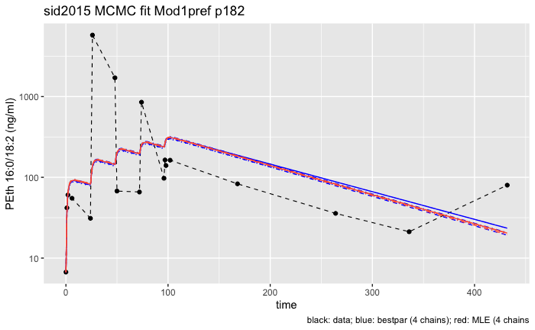 sid2015 MCMC fit Mod1pref p182
PEth 16:0/18:2 (ng/ml)
1000
100
10
0
100
200
300
400
time
black: data; blue: bestpar (4 chains); red: MLE (4 chains